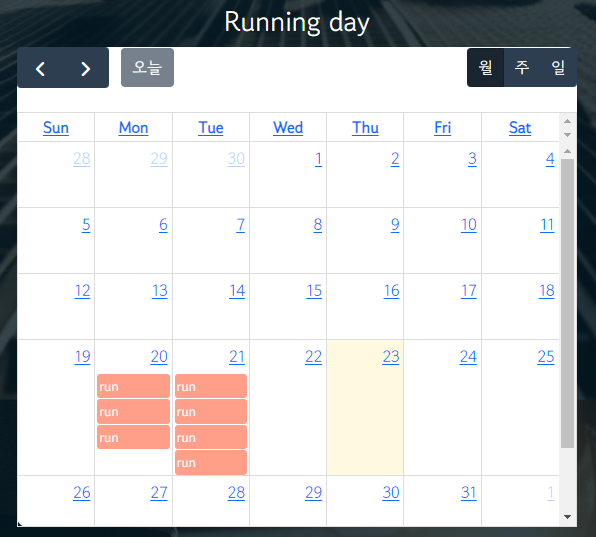 Running day
오늘 월 주 일
Sun Mon Tue Wed Thu Fri Sat
28 29 30 1 2 3 4
5 6 7 8 9 10 11
12 13 14 15 16 17 18
19 20 21 22 23 24 25
run run
run run
run run
run
26 27 28 29 30 31 1